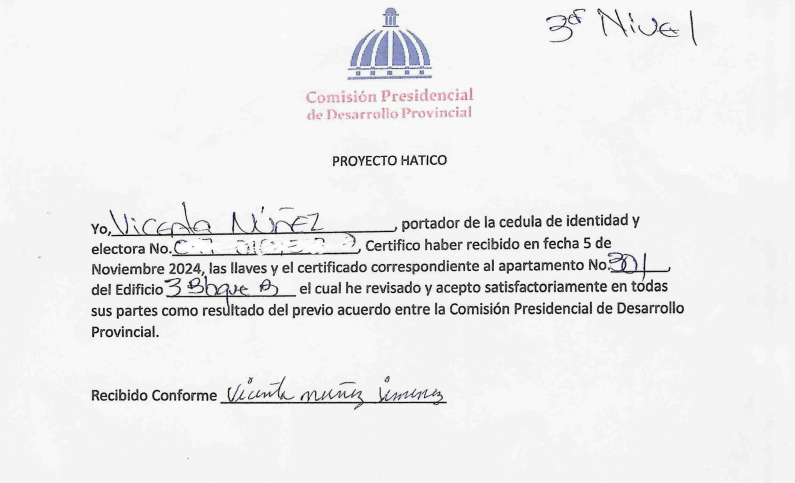 3er Nivel
Comisión Presidencial
de Desarrollo Provincial
PROYECTO HATICO
Yo, Vicenta NÚÑEZ, portador de la cedula de identidad y
electora No. , Certifico haber recibido en fecha 5 de
Noviembre 2024, las llaves y el certificado correspondiente al apartamento No. 301,
del Edificio 3 Bloque B el cual he revisado y acepto satisfactoriamente en todas
sus partes como resultado del previo acuerdo entre la Comisión Presidencial de Desarrollo
Provincial.
Recibido Conforme Vicenta nuñez Jimenez